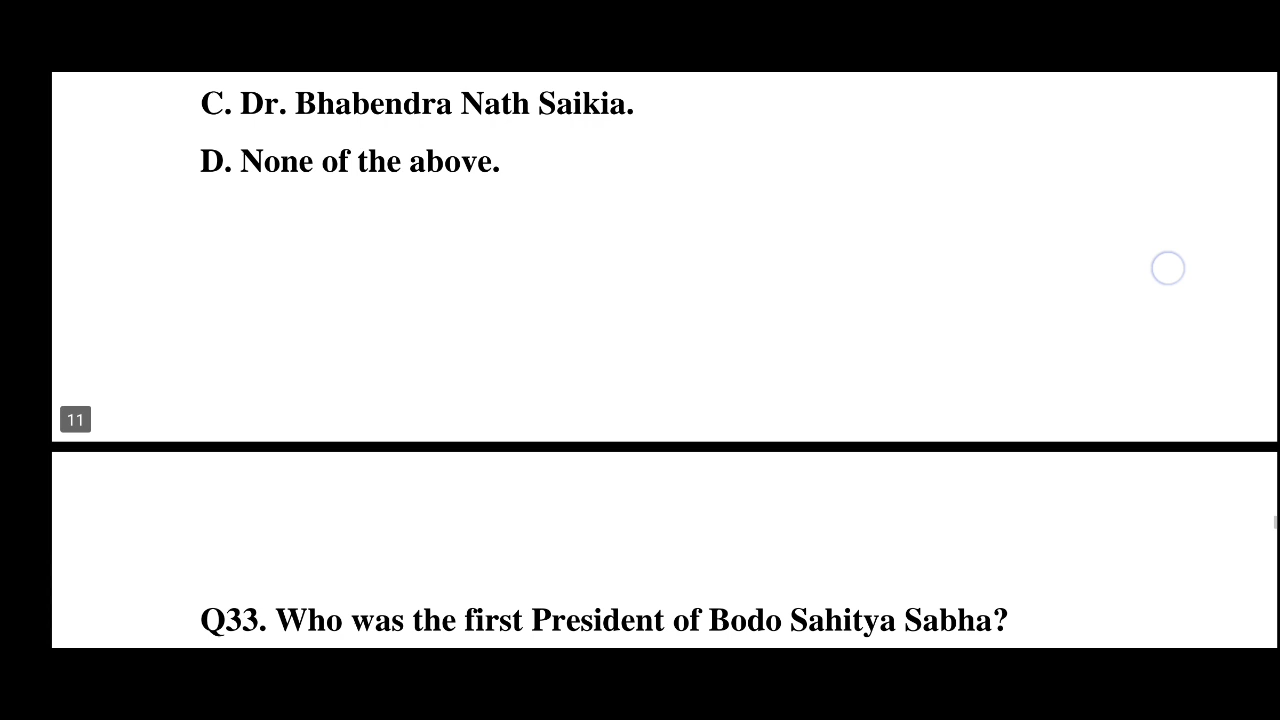 C. Dr. Bhabendra Nath Saikia.
D. None of the above.
11
Q33. Who was the first President of Bodo Sahitya Sabha?